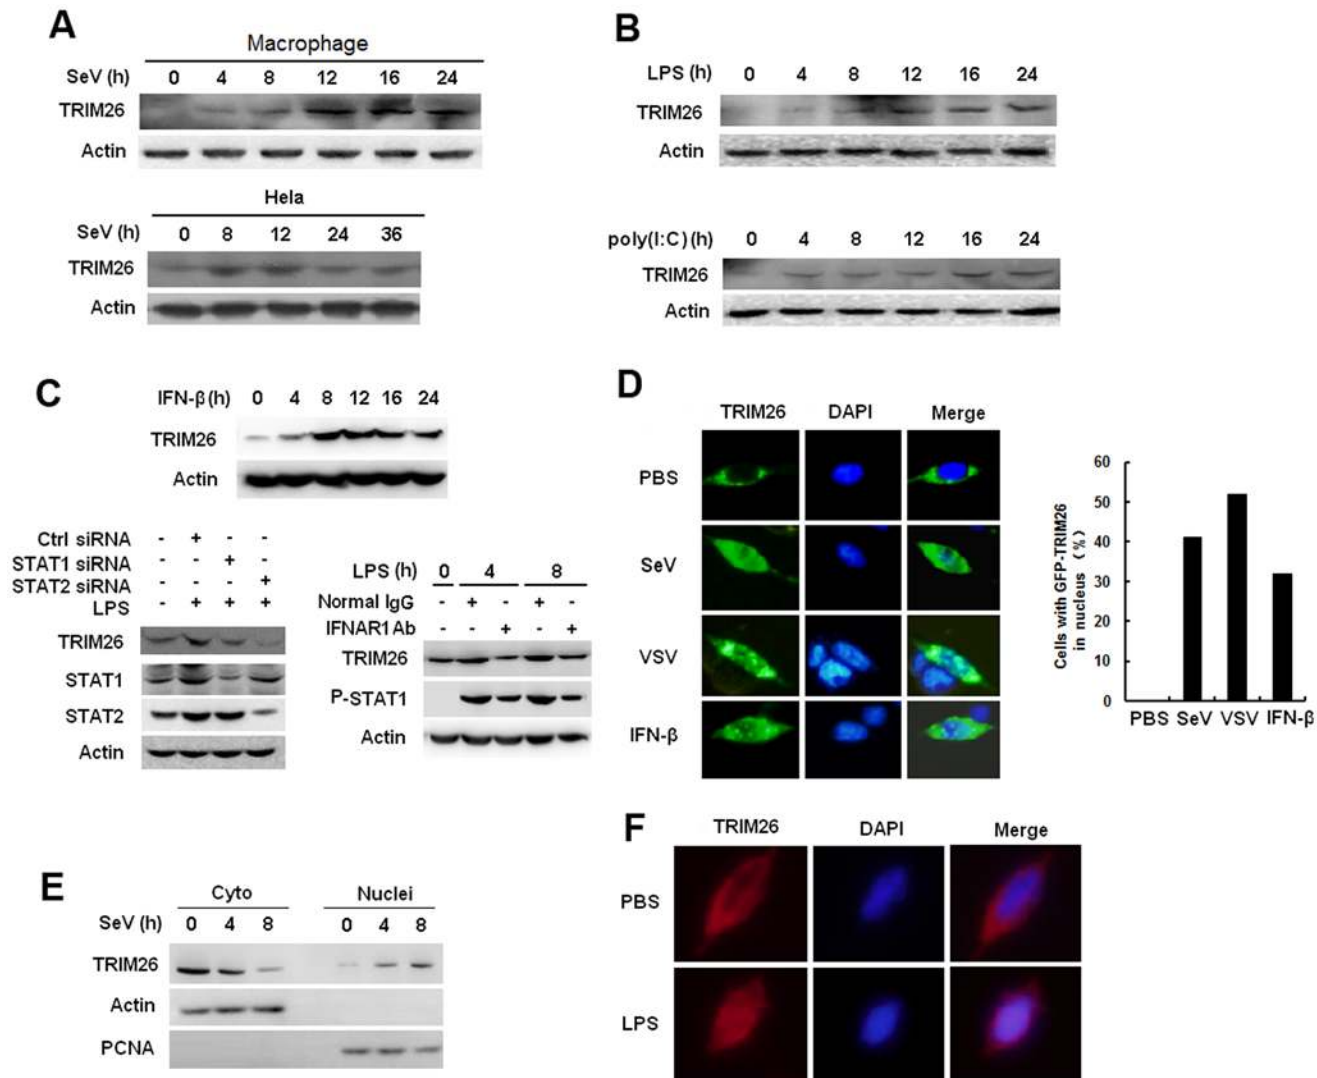 A
Macrophage
SeV (h) 0 4 8 12 16 24
TRIM26
Actin
Hela
SeV (h) 0 8 12 24 36
TRIM26
Actin
B
LPS (h) 0 4 8 12 16 24
TRIM26
Actin
poly(I:C) (h) 0 4 8 12 16 24
TRIM26
Actin
C
IFN-β (h) 0 4 8 12 16 24
TRIM26
Actin
Ctrl siRNA - + - -
STAT1 siRNA - - + -
STAT2 siRNA - - - +
LPS - + + +
TRIM26
STAT1
STAT2
Actin
LPS (h) 0 4 8
Normal IgG - + - + -
IFNAR1Ab - - + - +
TRIM26
P-STAT1
Actin
D
TRIM26 DAPI Merge
PBS
SeV
VSV
IFN-β
Cells with GFP-TRIM26
in nucleus (%)
60
50
40
30
20
10
0
PBS SeV VSV IFN-β
E
Cyto Nuclei
SeV (h) 0 4 8 0 4 8
TRIM26
Actin
PCNA
F
TRIM26 DAPI Merge
PBS
LPS